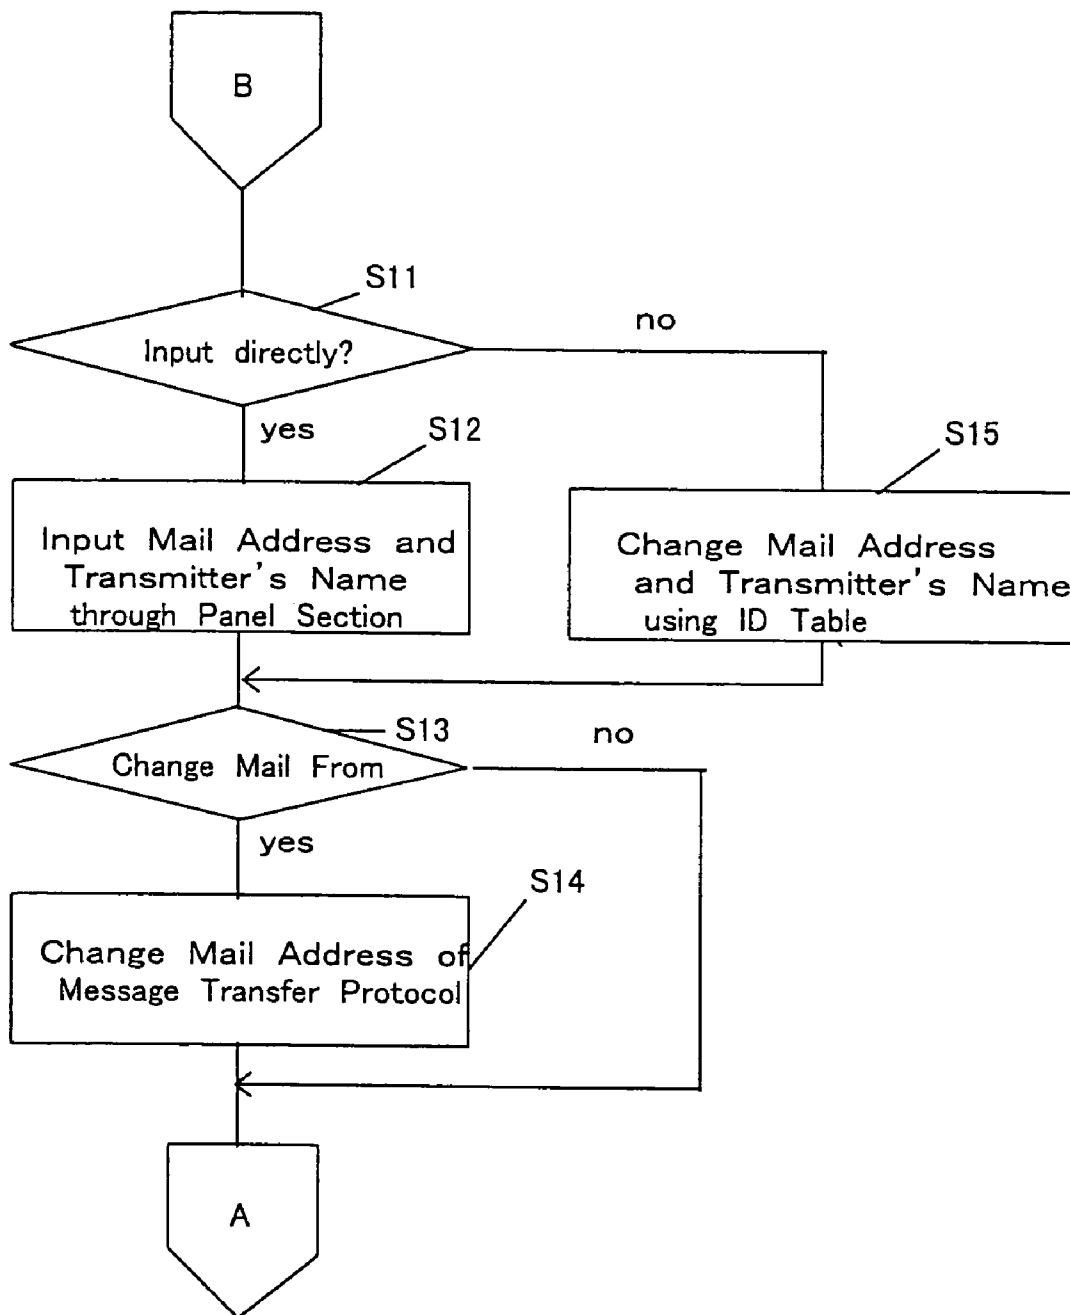 B
S11
Input directly?
no
yes
S12
S15
Input Mail Address and
Transmitter's Name
through Panel Section
Change Mail Address
and Transmitter's Name
using ID Table
S13
Change Mail From
no
yes
S14
Change Mail Address of
Message Transfer Protocol
A